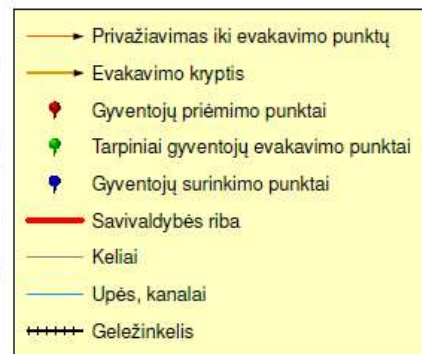 Privažiavimas iki evakavimo punktų
Evakavimo kryptis
Gyventojų priėmimo punktai
Tarpiniai gyventojų evakavimo punktai
Gyventojų surinkimo punktai
Savivaldybės riba
Keliai
Upės, kanalai
Geležinkelis